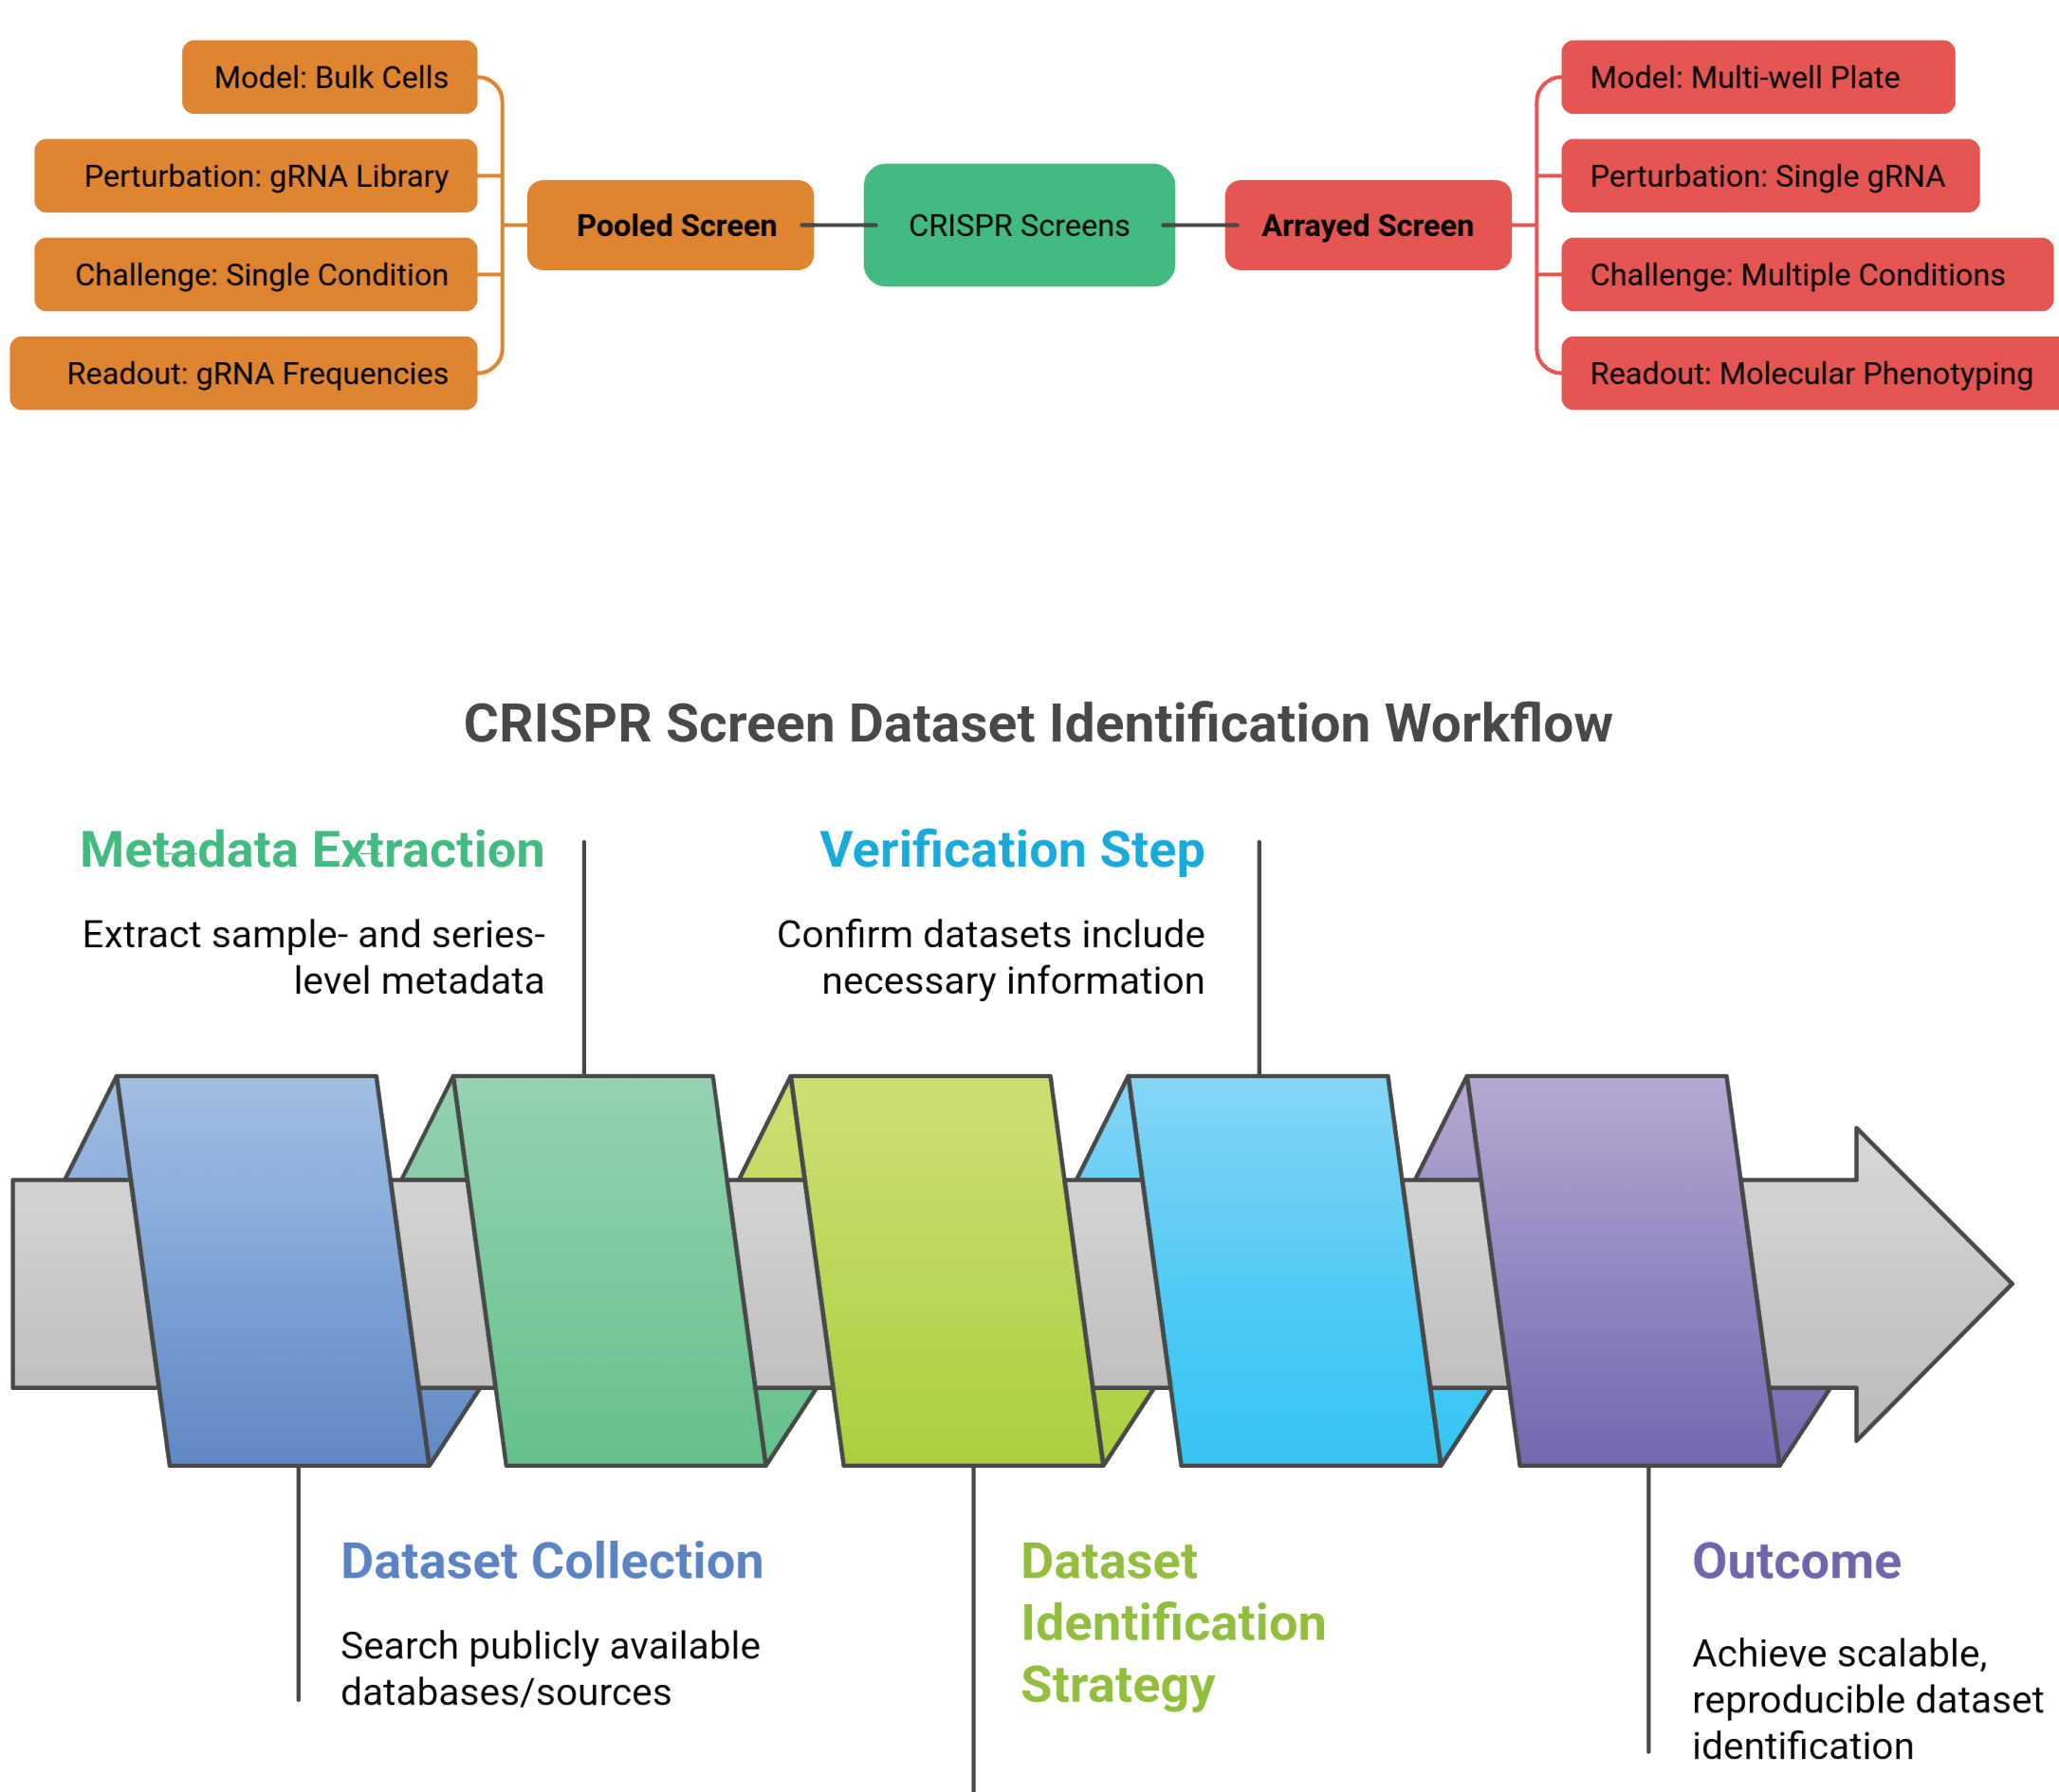 Model: Bulk Cells
Perturbation: gRNA Library
Challenge: Single Condition
Readout: gRNA Frequencies
Pooled Screen
CRISPR Screens
Arrayed Screen
Model: Multi-well Plate
Perturbation: Single gRNA
Challenge: Multiple Conditions
Readout: Molecular Phenotyping
CRISPR Screen Dataset Identification Workflow
Metadata Extraction
Extract sample- and series-
level metadata
Verification Step
Confirm datasets include
necessary information
Dataset Collection
Search publicly available
databases/sources
Dataset
Identification
Strategy
Outcome
Achieve scalable,
reproducible dataset
identification